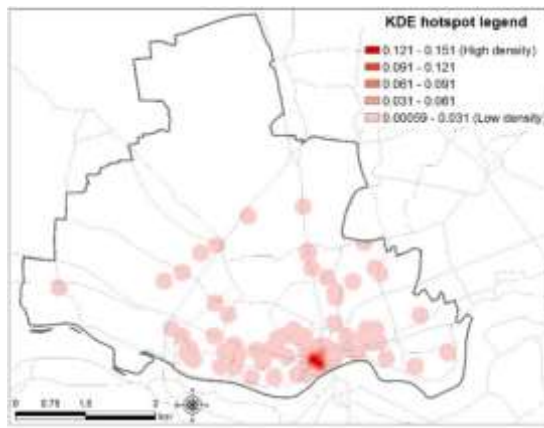 KDE hotspot legend
0.121 - 0.151 (High density)
0.091 - 0.121
0.061 - 0.091
0.031 - 0.061
0.00059 - 0.031 (Low density)
0 0.75 1.5 2
km